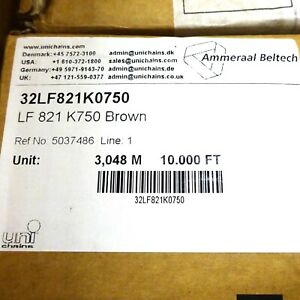 www.unichains.com
Denmark:+45 7572-3100 admin@unichains.dk
USA: +1 610-372-1800 sales@unichains.us
Germany:+49 5971-9163-70 admin@unichains.de
UK: +47 121-559-0377 admin@unichains.co.uk
Ammeraal Beltech
32LF821K0750
LF 821 K750 Brown
Ref No. 5037486 Line: 1
Unit: 3,048 M 10.000 FT
32LF821K0750
uni
chains